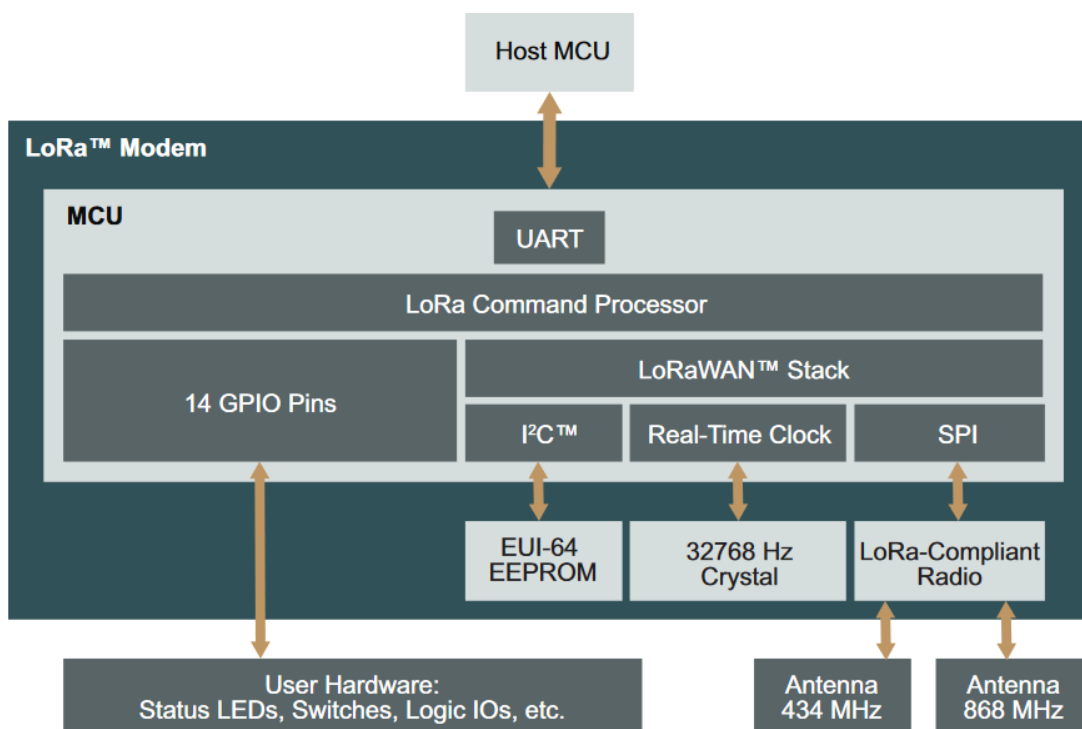 Host MCU
LoRa™ Modem
MCU
UART
LoRa Command Processor
14 GPIO Pins
LoRaWAN™ Stack
I²C™
Real-Time Clock
SPI
EUI-64
EEPROM
32768 Hz
Crystal
LoRa-Compliant
Radio
User Hardware:
Status LEDs, Switches, Logic IOs, etc.
Antenna
434 MHz
Antenna
868 MHz